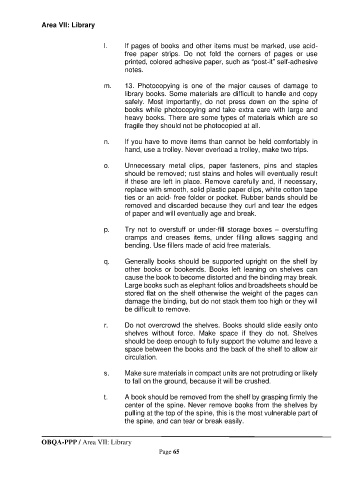 Area VII: Library
l. If pages of books and other items must be marked, use acid-
free paper strips. Do not fold the corners of pages or use
printed, colored adhesive paper, such as “post-it” self-adhesive
notes.
m. 13. Photocopying is one of the major causes of damage to
library books. Some materials are difficult to handle and copy
safely. Most importantly, do not press down on the spine of
books while photocopying and take extra care with large and
heavy books. There are some types of materials which are so
fragile they should not be photocopied at all.
n. If you have to move items than cannot be held comfortably in
hand, use a trolley. Never overload a trolley, make two trips.
o. Unnecessary metal clips, paper fasteners, pins and staples
should be removed; rust stains and holes will eventually result
if these are left in place. Remove carefully and, if necessary,
replace with smooth, solid plastic paper clips, white cotton tape
ties or an acid- free folder or pocket. Rubber bands should be
removed and discarded because they curl and tear the edges
of paper and will eventually age and break.
p. Try not to overstuff or under-fill storage boxes – overstuffing
cramps and creases items, under filling allows sagging and
bending. Use fillers made of acid free materials.
q. Generally books should be supported upright on the shelf by
other books or bookends. Books left leaning on shelves can
cause the book to become distorted and the binding may break.
Large books such as elephant folios and broadsheets should be
stored flat on the shelf otherwise the weight of the pages can
damage the binding, but do not stack them too high or they will
be difficult to remove.
r. Do not overcrowd the shelves. Books should slide easily onto
shelves without force. Make space if they do not. Shelves
should be deep enough to fully support the volume and leave a
space between the books and the back of the shelf to allow air
circulation.
s. Make sure materials in compact units are not protruding or likely
to fall on the ground, because it will be crushed.
t. A book should be removed from the shelf by grasping firmly the
center of the spine. Never remove books from the shelves by
pulling at the top of the spine, this is the most vulnerable part of
the spine, and can tear or break easily.
OBQA-PPP / Area VII: Library
Page 65